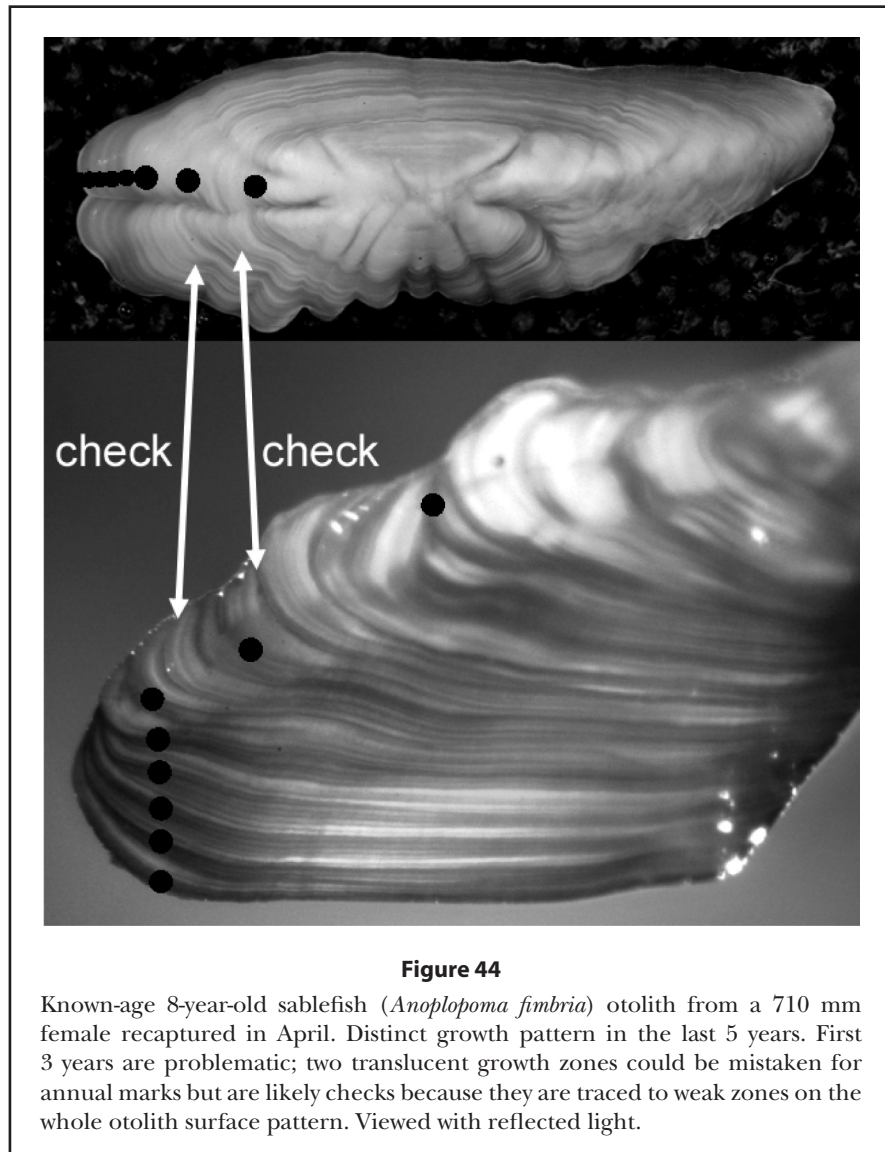 check
check
Figure 44
Known-age 8-year-old sablefish (Anoplopoma fimbria) otolith from a 710 mm
female recaptured in April. Distinct growth pattern in the last 5 years. First
3 years are problematic; two translucent growth zones could be mistaken for
annual marks but are likely checks because they are traced to weak zones on the
whole otolith surface pattern. Viewed with reflected light.